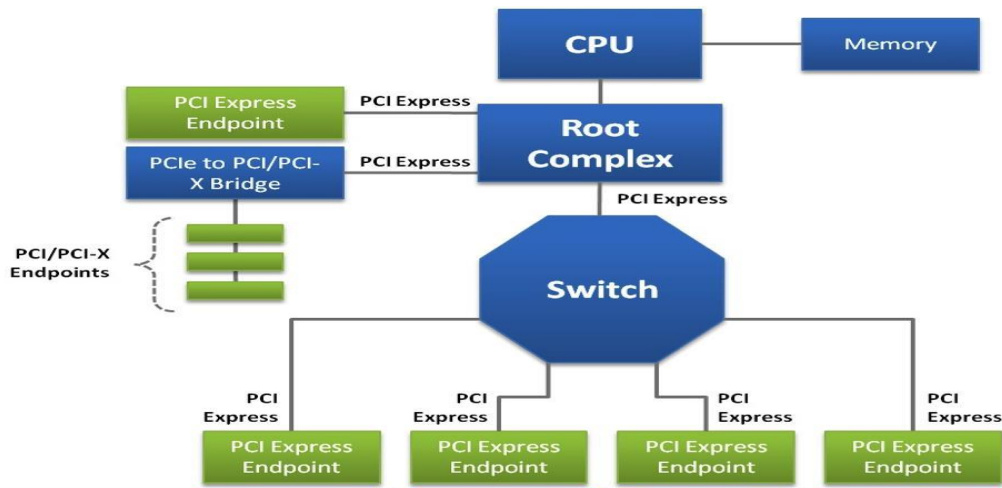 CPU
Memory
PCI Express
Endpoint
PCI Express
Root
Complex
PCIe to PCI/PCI-
X Bridge
PCI Express
PCI Express
PCI/PCI-X
Endpoints
Switch
PCI
Express
PCI
Express
PCI
Express
PCI
Express
PCI Express
Endpoint
PCI Express
Endpoint
PCI Express
Endpoint
PCI Express
Endpoint